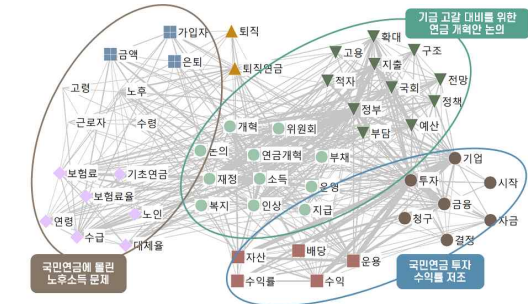 기금 고갈 대비를 위한
연금 개혁안 논의
가입자
퇴직
확대
금액
고용
구조
은퇴
퇴직연금
지출
적자
국회
전망
고령
노후
정책
정부
근로자
수령
개혁
위원회
부담
예산
논의
연금개혁
부채
기업
보험료
기초연금
재정
소득
운영
투자
시작
보험료율
복지
인상
지급
금융
연령
노인
청구
자금
수급
대체율
결정
자산
배당
운용
수익률
수익
국민연금에 몰린
노후소득 문제
국민연금 투자
수익률 저조